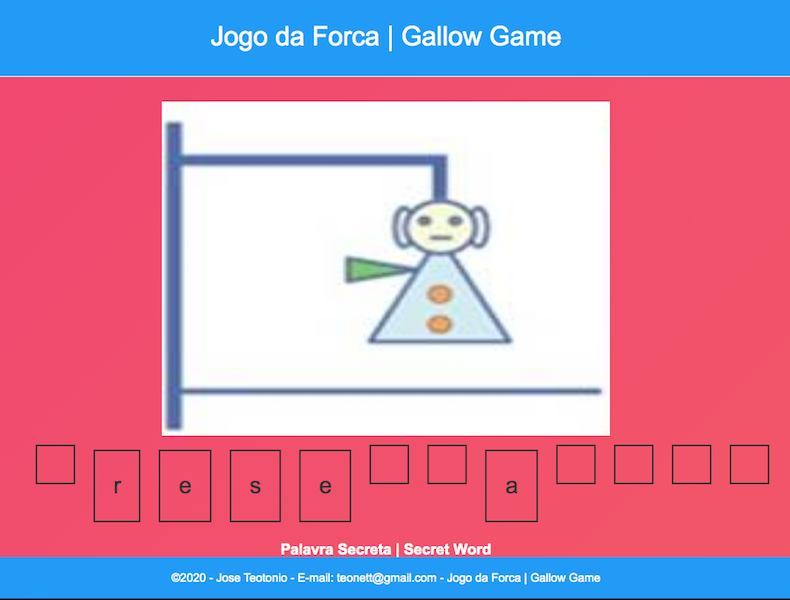 Jogo da Forca | Gallow Game
r e s e a
Palavra Secreta | Secret Word
©2020 - Jose Teotonio - E-mail: teonett@gmail.com - Jogo da Forca | Gallow Game